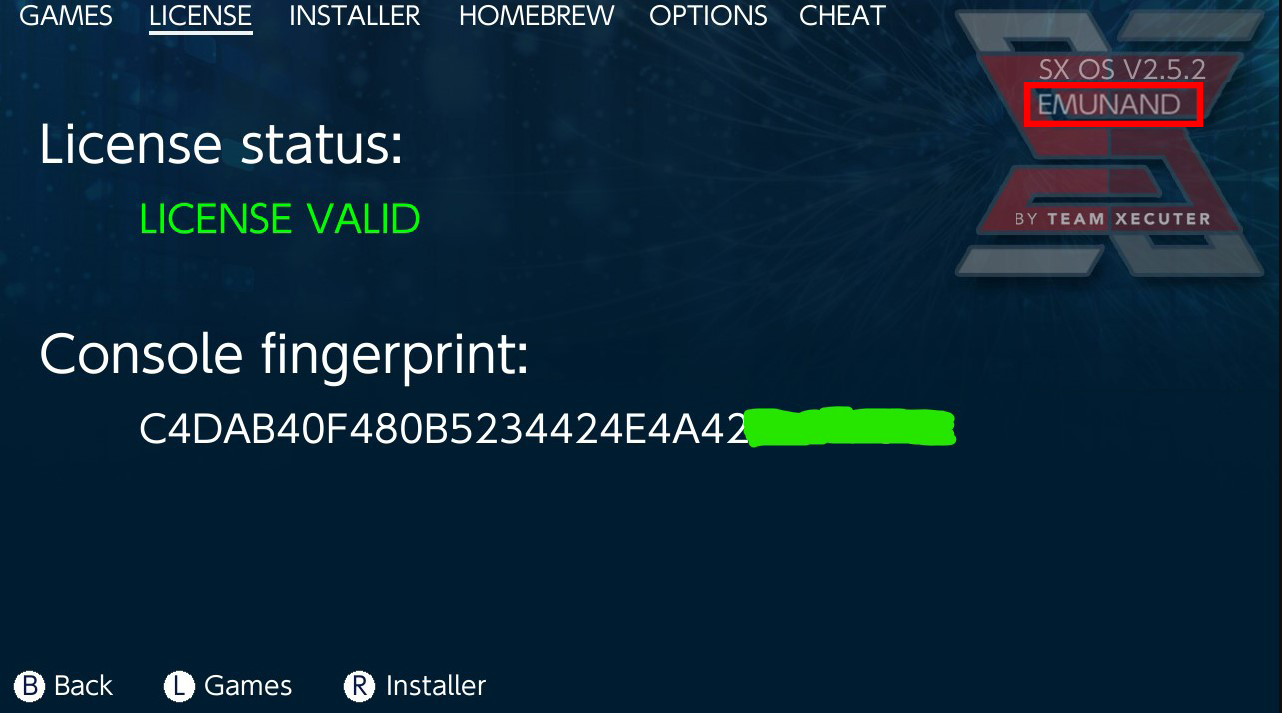 GAMES LICENSE INSTALLER HOMEBREW OPTIONS CHEAT
SX OS V2.5.2
EMUNAND
License status:
LICENSE VALID
BY TEAM XECUTER
Console fingerprint:
C4DAB40F480B5234424E4A42
B Back L Games R Installer